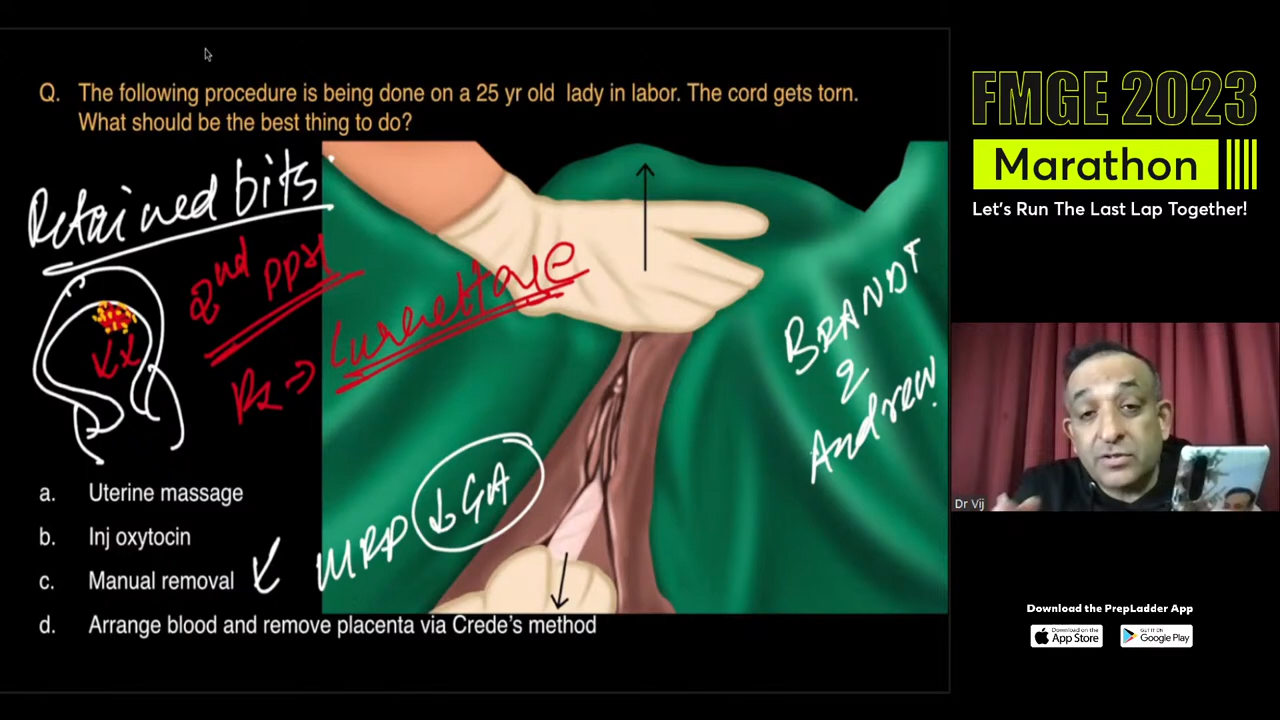 Q. The following procedure is being done on a 25 yr old lady in labor. The cord gets torn.
What should be the best thing to do?
Retained bits
2nd PPH
Rx → Curettage
BRANDT
&
Andrew
MRP ↓ GA
a. Uterine massage
b. Inj oxytocin
c. Manual removal
d. Arrange blood and remove placenta via Crede's method
FMGE 2023
Marathon
Let's Run The Last Lap Together!
Dr Vij
Download the PrepLadder App
Download on the
App Store
GET IT ON
Google Play